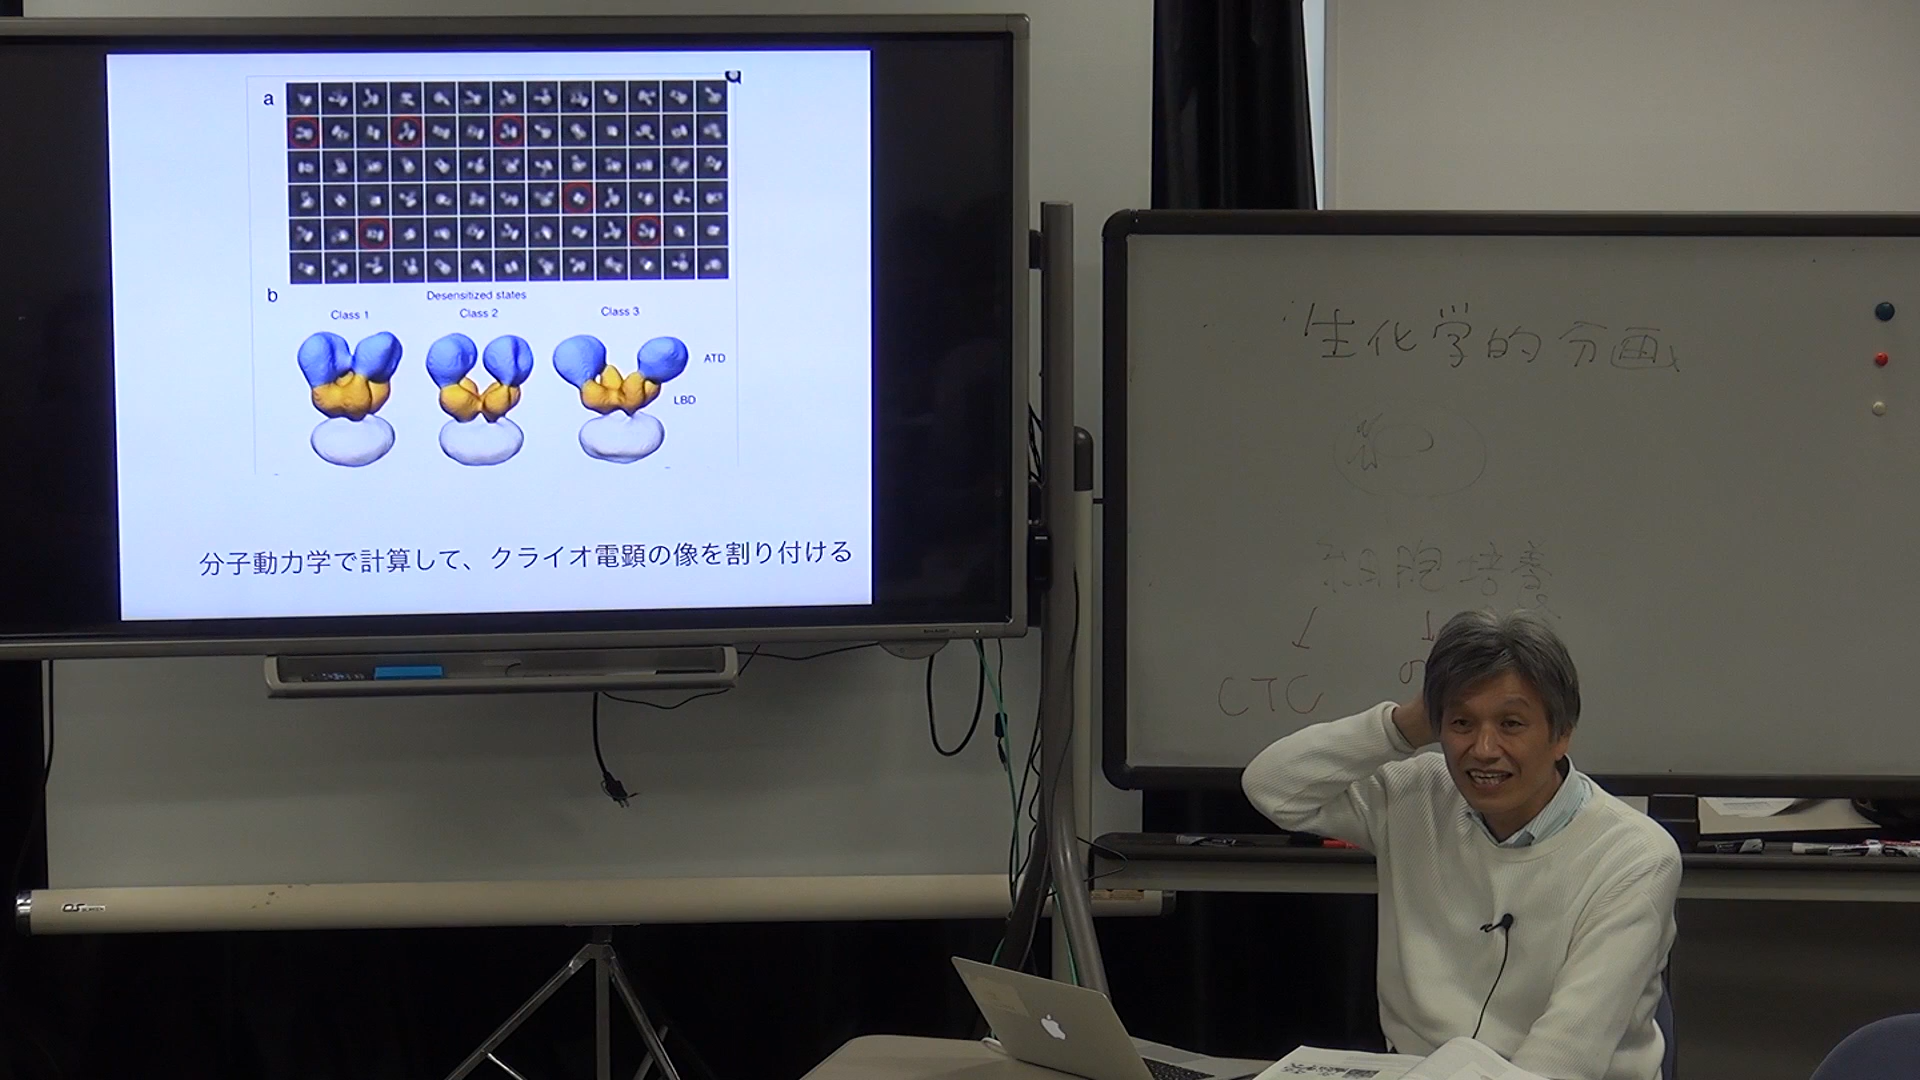 a
b
Desensitized states
Class 1
Class 2
Class 3
ATD
LBD
分子動力学で計算して、クライオ電顕の像を割り付ける
生化学的分画
細胞培養
CTC